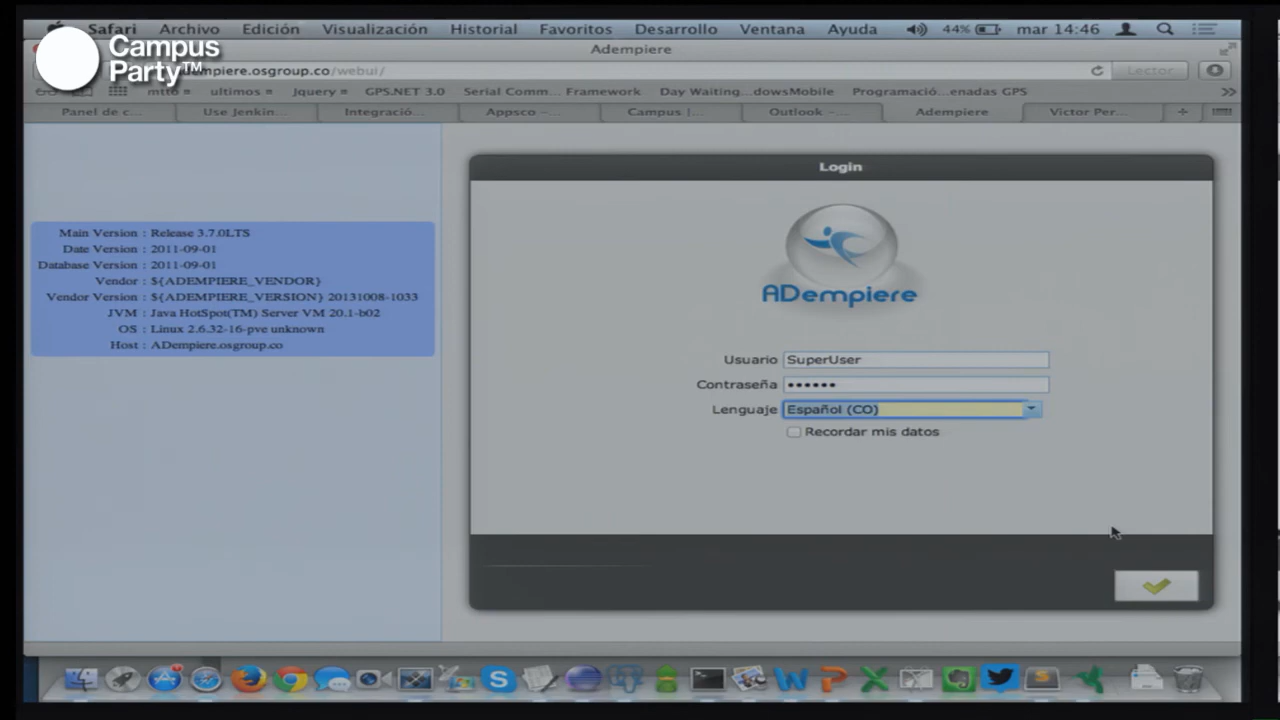 Safari Archivo Edición Visualización Historial Favoritos Desarrollo Ventana Ayuda 44% mar 14:46
Campus
Party™
Adempiere
dempiere.osgroup.co/webui/
Lector
mtto ultimos Jquery GPS.NET 3.0 Serial Comm... Framework Day Waiting...dowsMobile Programació...enadas GPS
Panel de c... Use Jenkin... Integració... Appsco –... Campus |... Outlook –... Adempiere Victor Per...
Login
Main Version : Release 3.7.0LTS
Date Version : 2011-09-01
Database Version : 2011-09-01
Vendor : ${ADEMPIERE_VENDOR}
Vendor Version : ${ADEMPIERE_VERSION} 20131008-1033
JVM : Java HotSpot(TM) Server VM 20.1-b02
OS : Linux 2.6.32-16-pve unknown
Host : ADempiere.osgroup.co
ADempiere
Usuario SuperUser
Contraseña ••••••
Lenguaje Español (CO)
Recordar mis datos